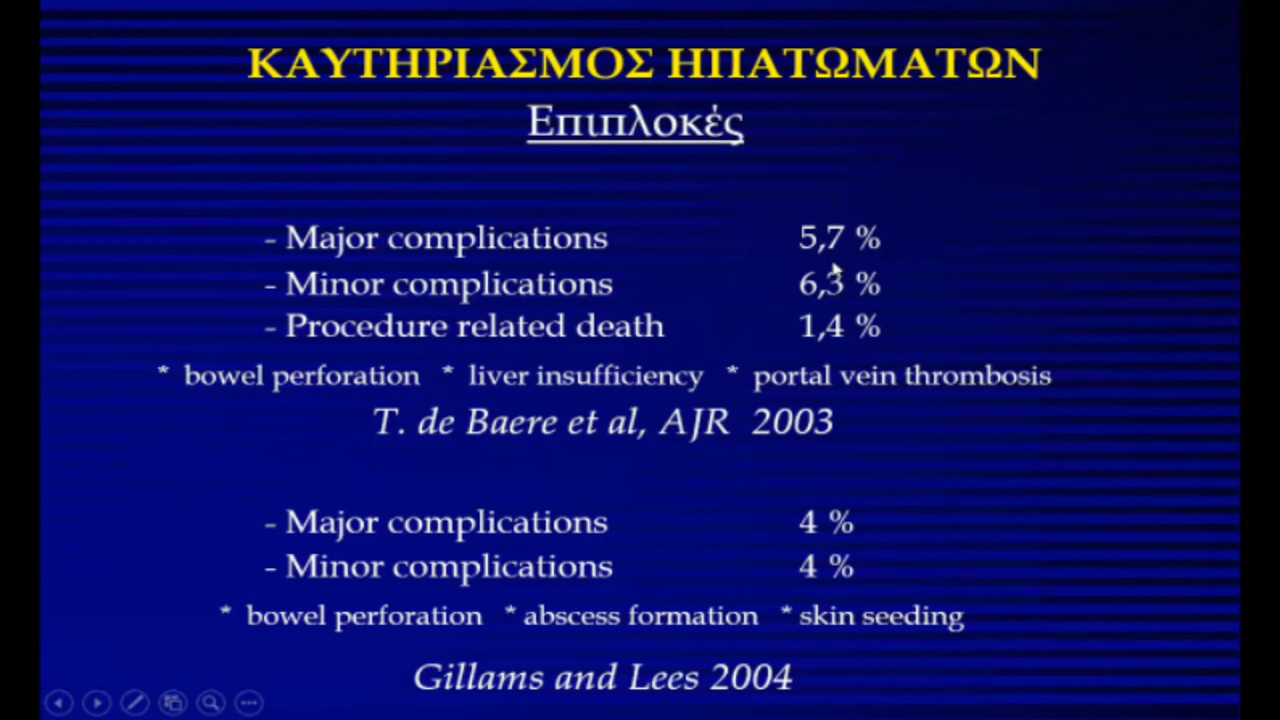 ΚΑΥΤΗΡΙΑΣΜΟΣ ΗΠΑΤΩΜΑΤΩΝ
Επιπλοκές
- Major complications 5,7 %
- Minor complications 6,3 %
- Procedure related death 1,4 %
* bowel perforation * liver insufficiency * portal vein thrombosis
T. de Baere et al, AJR 2003
- Major complications 4 %
- Minor complications 4 %
* bowel perforation * abscess formation * skin seeding
Gillams and Lees 2004